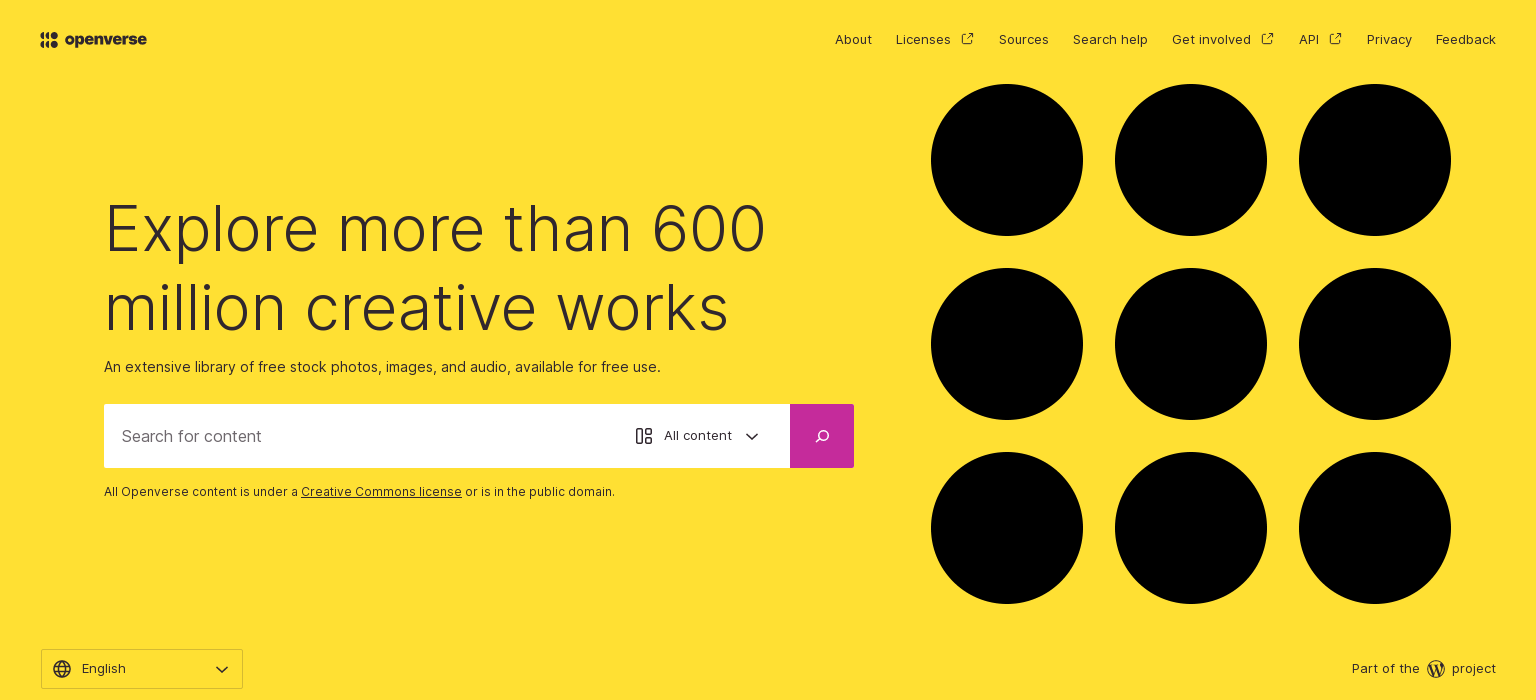 openverse
About Licenses Sources Search help Get involved API Privacy Feedback
Explore more than 600
million creative works
An extensive library of free stock photos, images, and audio, available for free use.
Search for content All content
All Openverse content is under a Creative Commons license or is in the public domain.
English Part of the project